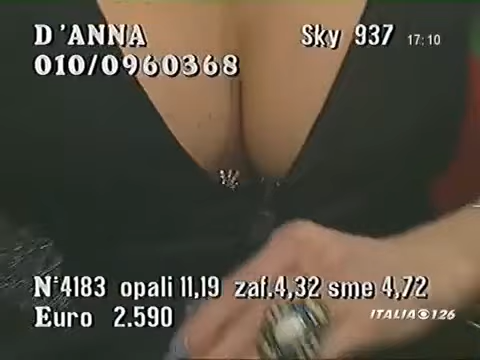 D'ANNA Sky 937 17:10
010/0960368
N°4183 opali 11,19 zaf.4,32 sme 4,72
Euro 2.590
ITALIA 126